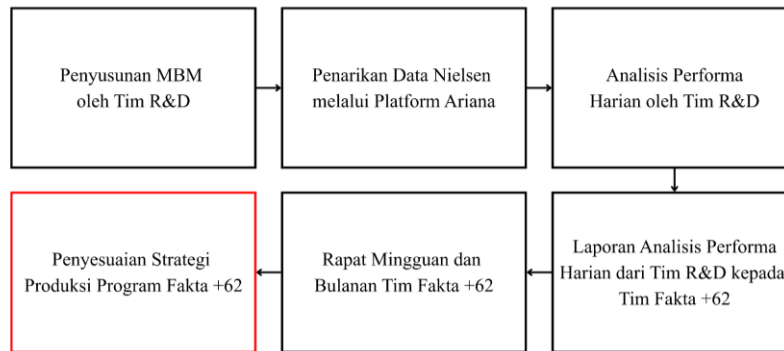 Penyusunan MBM
oleh Tim R&D
Penarikan Data Nielsen
melalui Platform Ariana
Analisis Performa
Harian oleh Tim R&D
Laporan Analisis Performa
Harian dari Tim R&D kepada
Tim Fakta +62
Rapat Mingguan dan
Bulanan Tim Fakta +62
Penyesuaian Strategi
Produksi Program Fakta +62